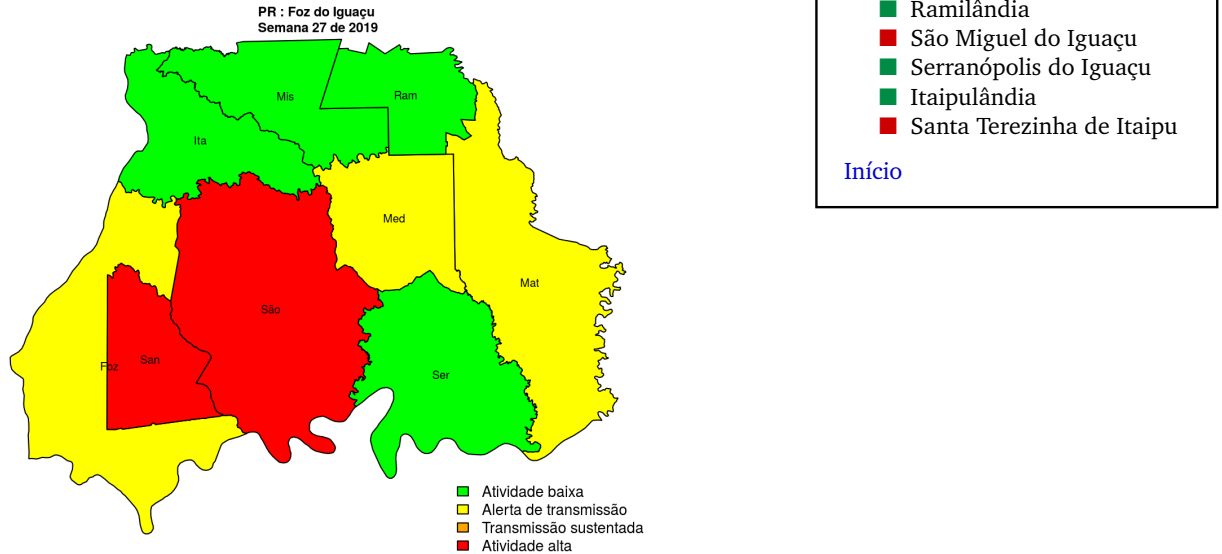 PR : Foz do Iguaçu
Semana 27 de 2019
Mis
Ram
Ita
Med
Mat
São
Foz
San
Ser
Atividade baixa
Alerta de transmissão
Transmissão sustentada
Atividade alta
Ramilândia
São Miguel do Iguaçu
Serranópolis do Iguaçu
Itaipulândia
Santa Terezinha de Itaipu
Início